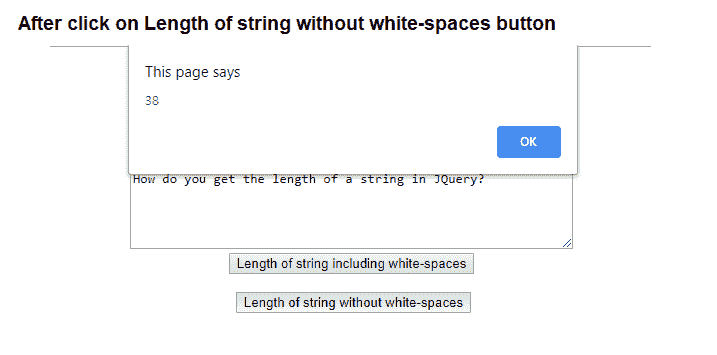 After click on Length of string without white-spaces button
This page says
38
OK
How do you get the length of a string in JQuery?
Length of string including white-spaces
Length of string without white-spaces